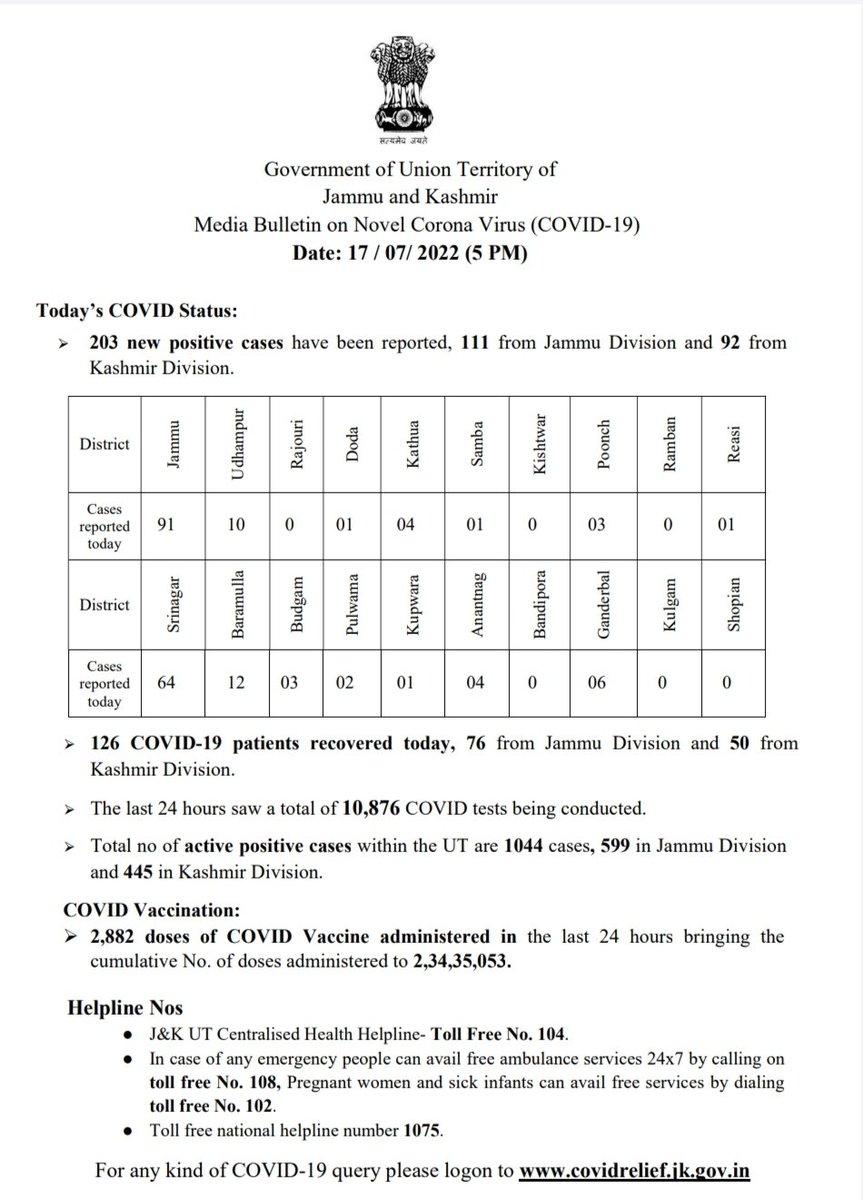 सत्यमेव जयते
Government of Union Territory of
Jammu and Kashmir
Media Bulletin on Novel Corona Virus (COVID-19)
Date: 17 / 07/ 2022 (5 PM)
Today’s COVID Status:
➢ 203 new positive cases have been reported, 111 from Jammu Division and 92 from
Kashmir Division.
District Jammu Udhampur Rajouri Doda Kathua Samba Kishtwar Poonch Ramban Reasi
Cases
reported
today 91 10 0 01 04 01 0 03 0 01
District Srinagar Baramulla Budgam Pulwama Kupwara Anantnag Bandipora Ganderbal Kulgam Shopian
Cases
reported
today 64 12 03 02 01 04 0 06 0 0
➢ 126 COVID-19 patients recovered today, 76 from Jammu Division and 50 from
Kashmir Division.
➢ The last 24 hours saw a total of 10,876 COVID tests being conducted.
➢ Total no of active positive cases within the UT are 1044 cases, 599 in Jammu Division
and 445 in Kashmir Division.
COVID Vaccination:
➢ 2,882 doses of COVID Vaccine administered in the last 24 hours bringing the
cumulative No. of doses administered to 2,34,35,053.
Helpline Nos
● J&K UT Centralised Health Helpline- Toll Free No. 104.
● In case of any emergency people can avail free ambulance services 24x7 by calling on
toll free No. 108, Pregnant women and sick infants can avail free services by dialing
toll free No. 102.
● Toll free national helpline number 1075.
For any kind of COVID-19 query please logon to www.covidrelief.jk.gov.in